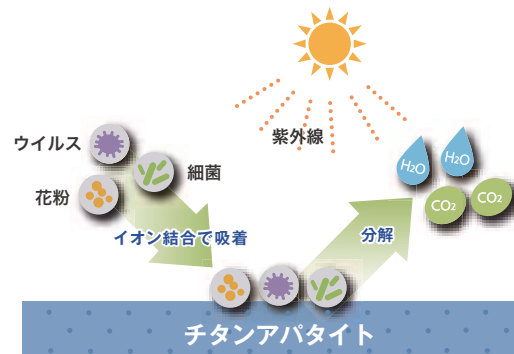 紫外線
ウイルス
細菌
花粉
イオン結合で吸着
分解
H₂O
H₂O
CO₂
CO₂
チタンアパタイト